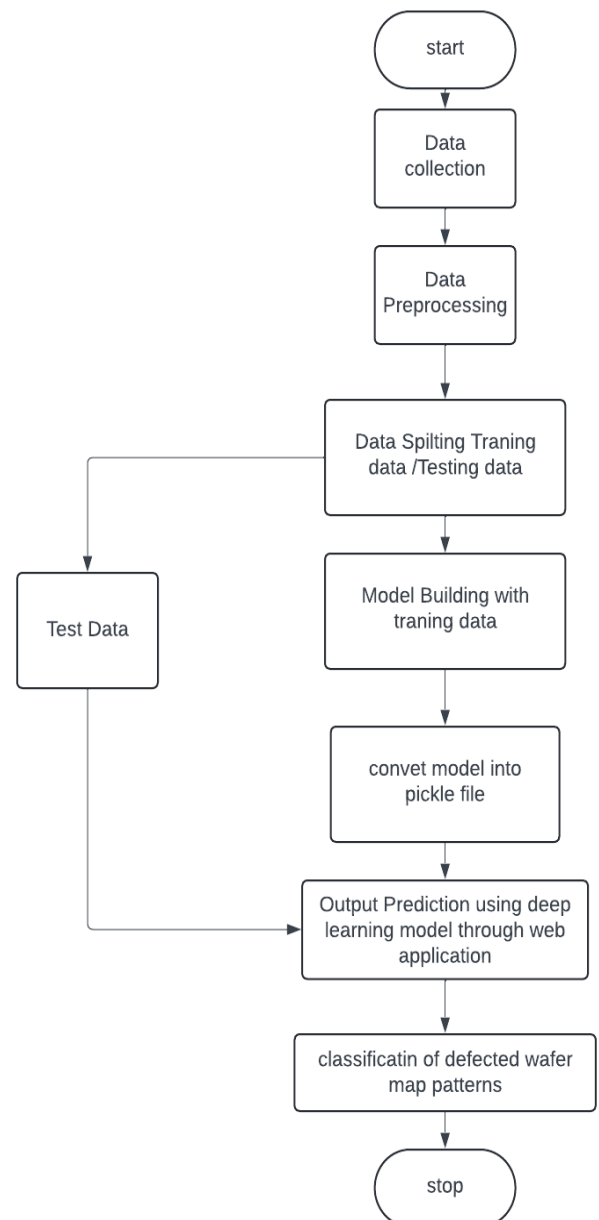 start
Data
collection
Data
Preprocessing
Data Spilting Traning
data /Testing data
Test Data
Model Building with
traning data
convet model into
pickle file
Output Prediction using deep
learning model through web
application
classificatin of defected wafer
map patterns
stop